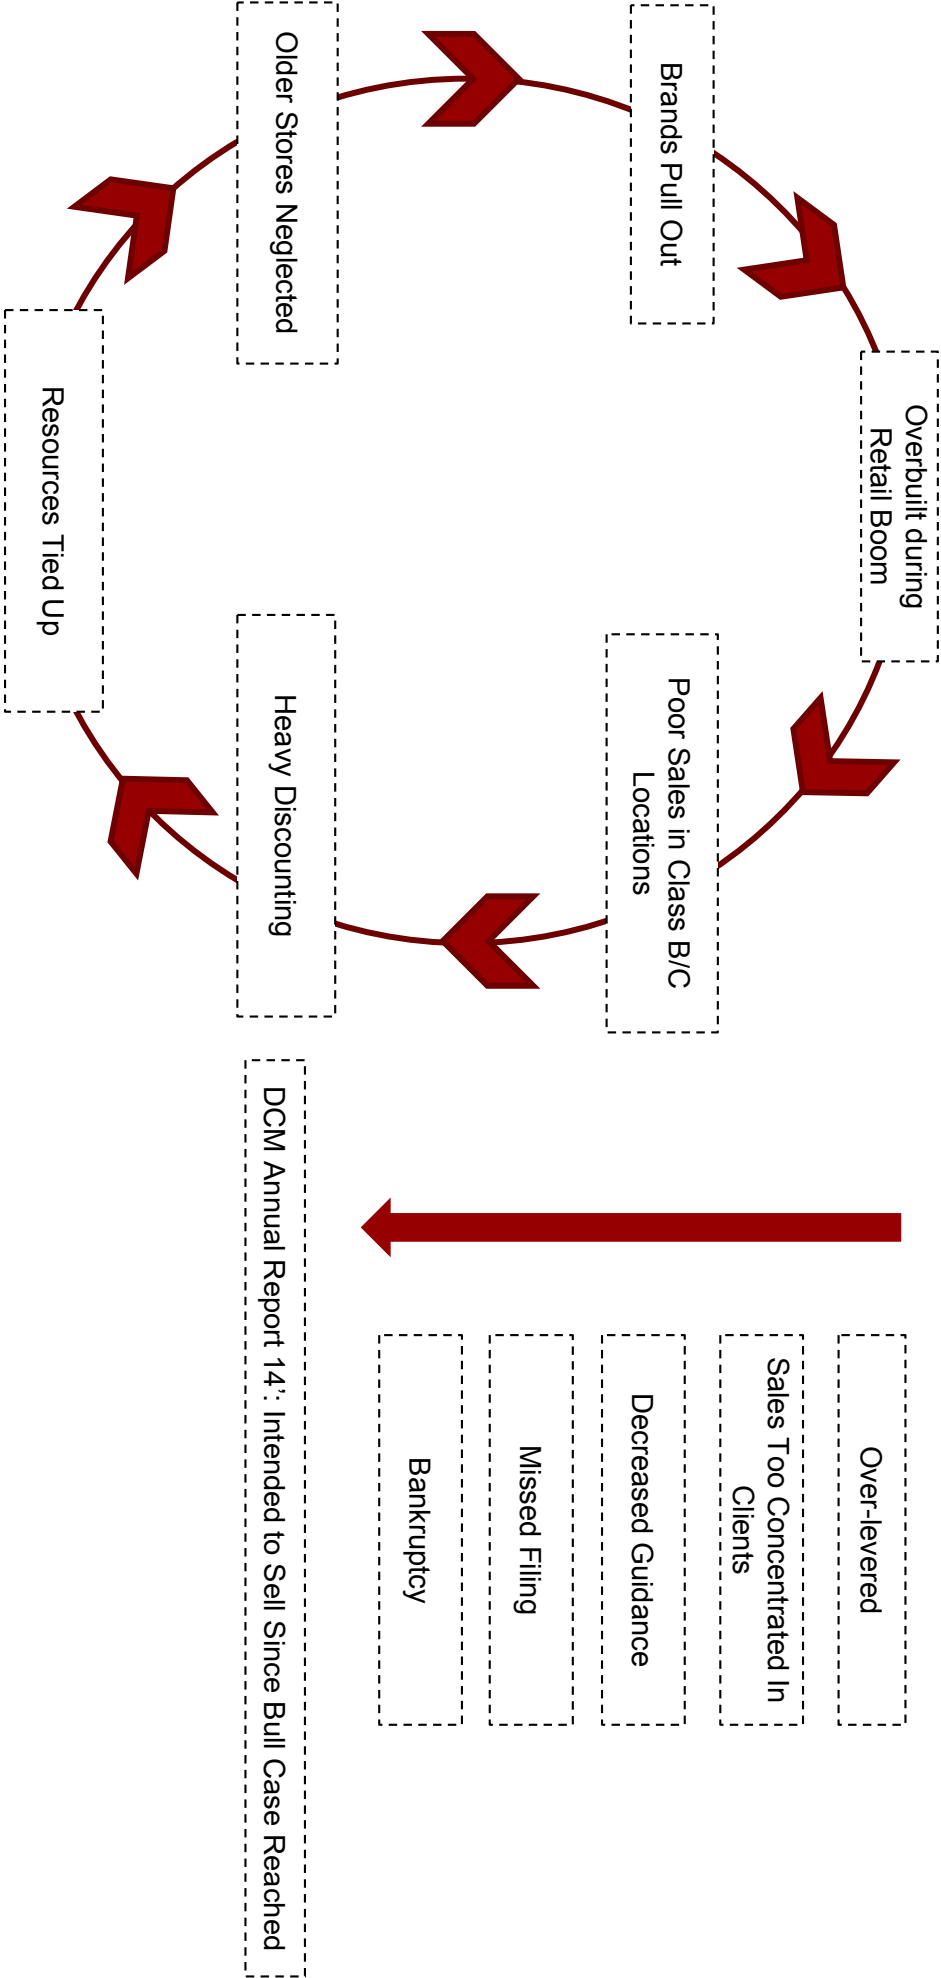 Overbuilt during
Retail Boom
Poor Sales in Class B/C
Locations
Heavy Discounting
Resources Tied Up
Older Stores Neglected
Brands Pull Out
Over-levered
Sales Too Concentrated In
Clients
Decreased Guidance
Missed Filing
Bankruptcy
DCM Annual Report 14’: Intended to Sell Since Bull Case Reached